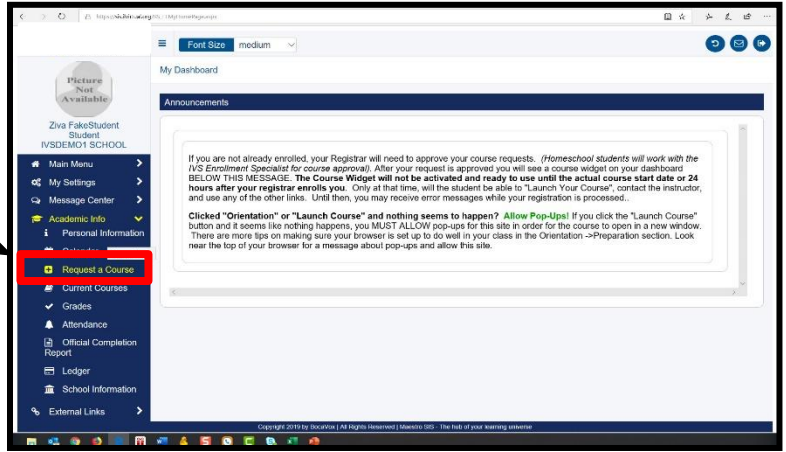 Font Size medium
My Dashboard
Picture
Not
Available
Announcements
Ziva FakeStudent
Student
IVSDEMO1 SCHOOL
If you are not already enrolled, your Registrar will need to approve your course requests. (Homeschool students will work with the
IVS Enrollment Specialist for course approval). After your request is approved you will see a course widget on your dashboard
BELOW THIS MESSAGE. The Course Widget will not be activated and ready to use until the actual course start date or 24
hours after your registrar enrolls you. Only at that time, will the student be able to "Launch Your Course", contact the instructor,
and use any of the other links. Until then, you may receive error messages while your registration is processed..
Clicked "Orientation" or "Launch Course" and nothing seems to happen? Allow Pop-Ups! If you click the "Launch Course"
button and it seems like nothing happens, you MUST ALLOW pop-ups for this site in order for the course to open in a new window.
There are more tips on making sure your browser is set up to do well in your class in the Orientation ->Preparation section. Look
near the top of your browser for a message about pop-ups and allow this site.
Main Menu
My Settings
Message Center
Academic Info
Personal Information
Calendar
Request a Course
Current Courses
Grades
Attendance
Official Completion
Report
Ledger
School Information
External Links
Copyright 2019 by BocaVox | All Rights Reserved | Maestro SIS - The hub of your learning universe